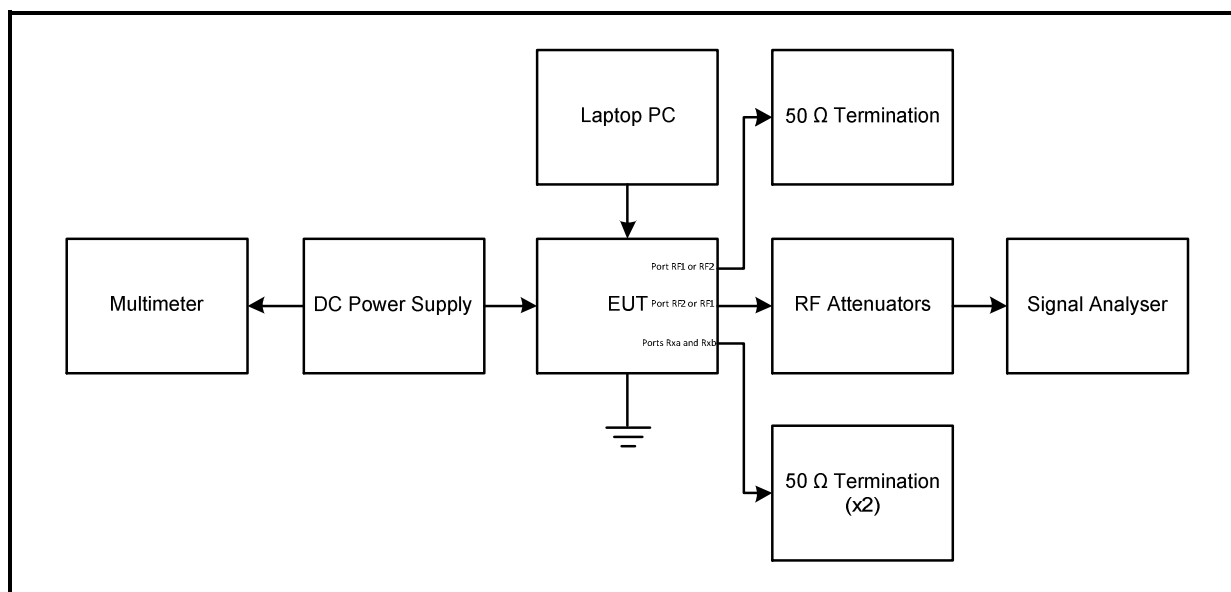 Laptop PC
50 Ω Termination
Multimeter
DC Power Supply
EUT
Port RF1 or RF2
Port RF2 or RF1
Ports Rxa and Rxb
RF Attenuators
Signal Analyser
50 Ω Termination
(x2)